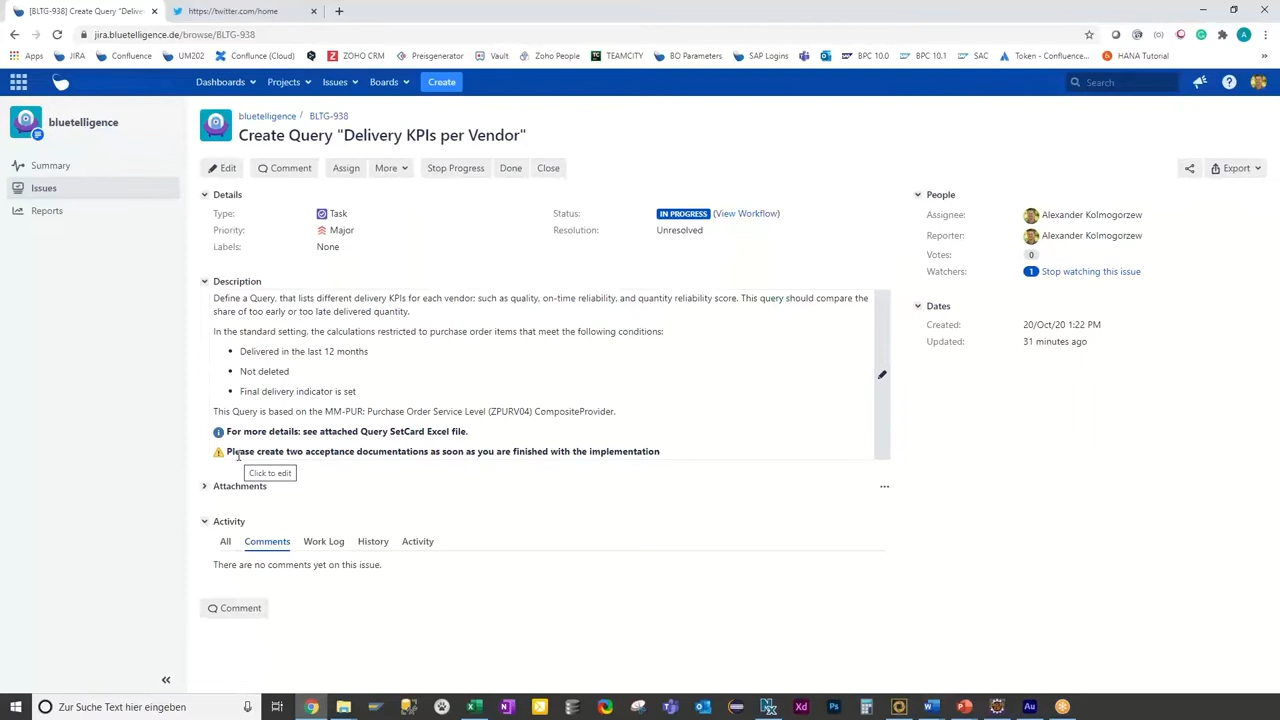 [BLTG-938] Create Query "Deliver
https://twitter.com/home
jira.bluetelligence.de/browse/BLTG-938
Apps JIRA Confluence UM202 Conflunce (Cloud) ZOHO CRM Preisgenerator Vault Zoho People TEAMCITY BO Parameters SAP Logins BPC 10.0 BPC 10.1 SAC Token - Confluence... HANA Tutorial
Dashboards Projects Issues Boards Create Search
bluetelligence
Summary
Issues
Reports
bluetelligence / BLTG-938
Create Query "Delivery KPIs per Vendor"
Edit Comment Assign More Stop Progress Done Close Export
Details
Type: Task Status: IN PROGRESS (View Workflow)
Priority: Major Resolution: Unresolved
Labels: None
People
Assignee: Alexander Kolmogorzew
Reporter: Alexander Kolmogorzew
Votes: 0
Watchers: 1 Stop watching this issue
Description
Define a Query, that lists different delivery KPIs for each vendor; such as quality, on-time reliability, and quantity reliability score. This query should compare the
share of too early or too late delivered quantity.
In the standard setting, the calculations restricted to purchase order items that meet the following conditions:
• Delivered in the last 12 months
• Not deleted
• Final delivery indicator is set
This Query is based on the MM-PUR: Purchase Order Service Level (ZPURV04) CompositeProvider.
For more details: see attached Query SetCard Excel file.
Please create two acceptance documentations as soon as you are finished with the implementation
Click to edit
Dates
Created: 20/Oct/20 1:22 PM
Updated: 31 minutes ago
Attachments
Activity
All Comments Work Log History Activity
There are no comments yet on this issue.
Comment
Zur Suche Text hier eingeben